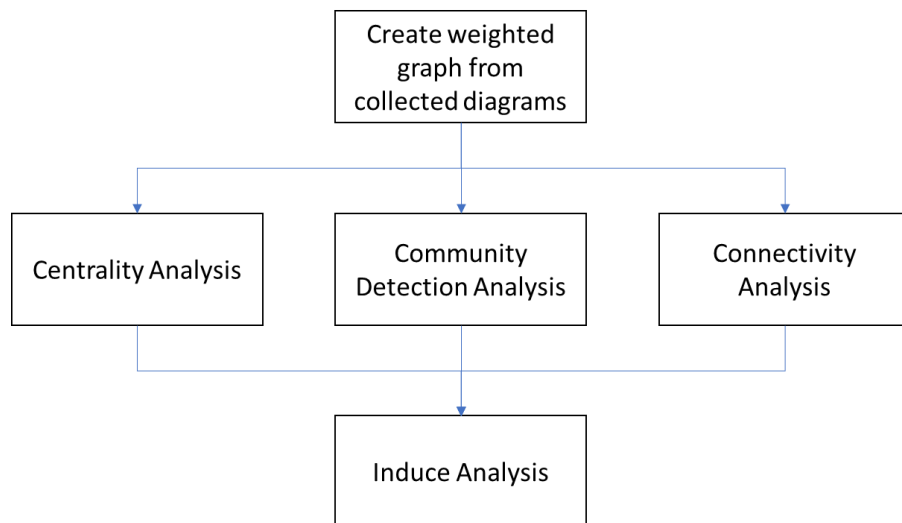 Create weighted
graph from
collected diagrams
Centrality Analysis
Community
Detection Analysis
Connectivity
Analysis
Induce Analysis